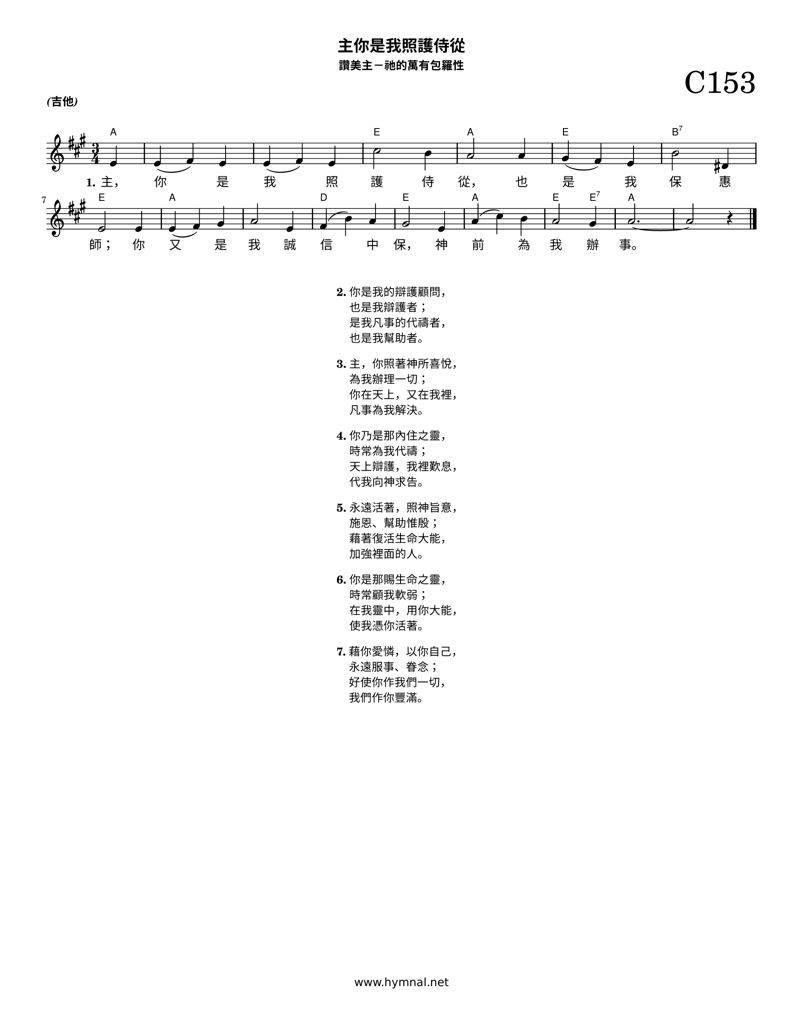 主你是我照護侍從
讚美主－祂的萬有包羅性
C153
(吉他)
A E A E B7
1. 主， 你 是 我 照 護 侍 從， 也 是 我 保 惠
7
E A D E A E E7 A
師； 你 又 是 我 誠 信 中 保， 神 前 為 我 辦 事。
2. 你是我的辯護顧問，
也是我辯護者；
是我凡事的代禱者，
也是我幫助者。
3. 主，你照著神所喜悅，
為我辦理一切；
你在天上，又在我裡，
凡事為我解決。
4. 你乃是那內住之靈，
時常為我代禱；
天上辯護，我裡歎息，
代我向神求告。
5. 永遠活著，照神旨意，
施恩、幫助惟殷；
藉著復活生命大能，
加強裡面的人。
6. 你是那賜生命之靈，
時常顧我軟弱；
在我靈中，用你大能，
使我憑你活著。
7. 藉你愛憐，以你自己，
永遠服事、眷念；
好使你作我們一切，
我們作你豐滿。
www.hymnal.net